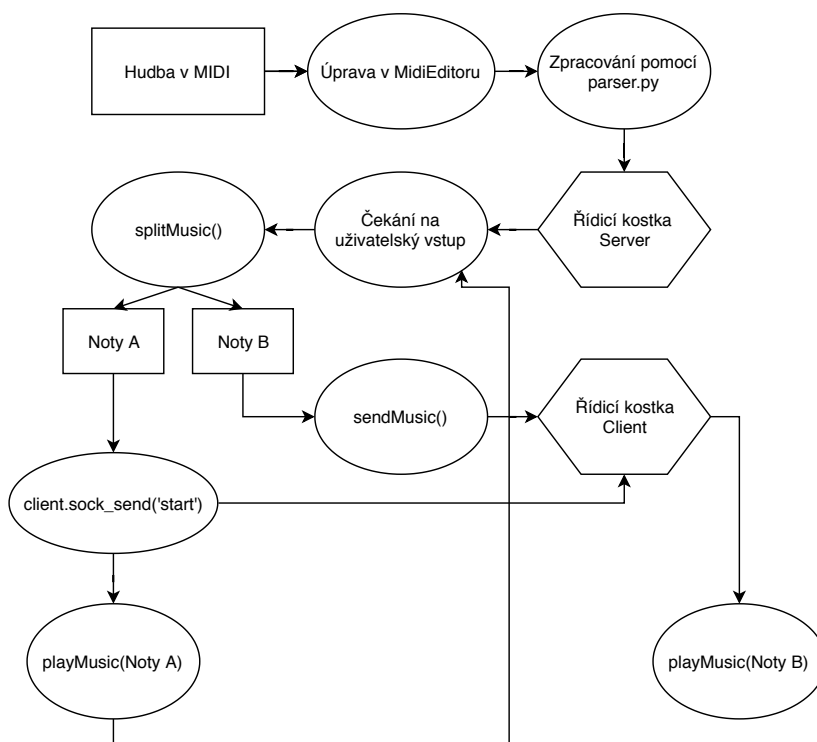 Hudba v MIDI
Úprava v MidiEditoru
Zpracování pomocí
parser.py
splitMusic()
Čekání na
uživatelský vstup
Řídicí kostka
Server
Noty A
Noty B
sendMusic()
Řídicí kostka
Client
client.sock_send('start')
playMusic(Noty A)
playMusic(Noty B)